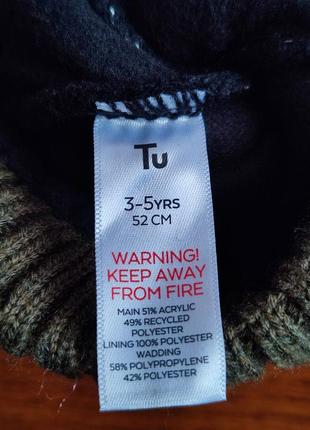 Tu
3-5YRS
52 CM
WARNING!
KEEP AWAY
FROM FIRE
MAIN 51% ACRYLIC
49% RECYCLED
POLYESTER
LINING 100% POLYESTER
WADDING
58% POLYPROPYLENE
42% POLYESTER